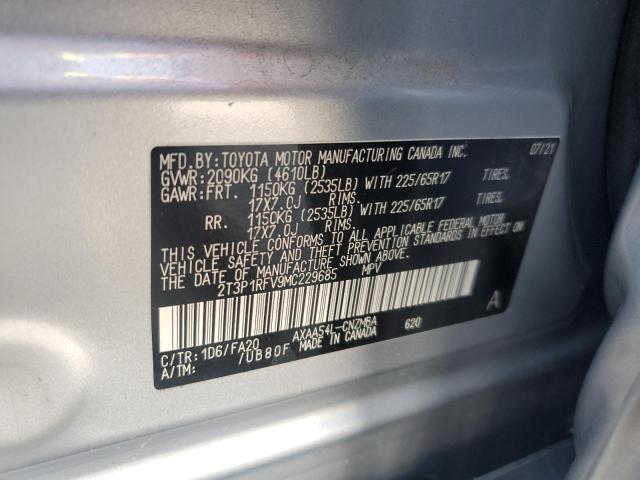 MFD.BY:TOYOTA MOTOR MANUFACTURING CANADA INC. 07/21
GVWR:2090KG (4610LB)
GAWR:FRT. 1150KG (2535LB) WITH 225/65R17 TIRES,
17X7.0J RIMS,
RR. 1150KG (2535LB) WITH 225/65R17 TIRES,
17X7.0J RIMS.
THIS VEHICLE CONFORMS TO ALL APPLICABLE FEDERAL MOTOR
VEHICLE SAFETY AND THEFT PREVENTION STANDARDS IN EFFECT ON
THE DATE OF MANUFACTURE SHOWN ABOVE.
2T3P1RFV9MC229685 MPV
A
C/TR:1D6/FA20 AXAA54L-CNZMBA 620
A/TM: /UB80F MADE IN CANADA